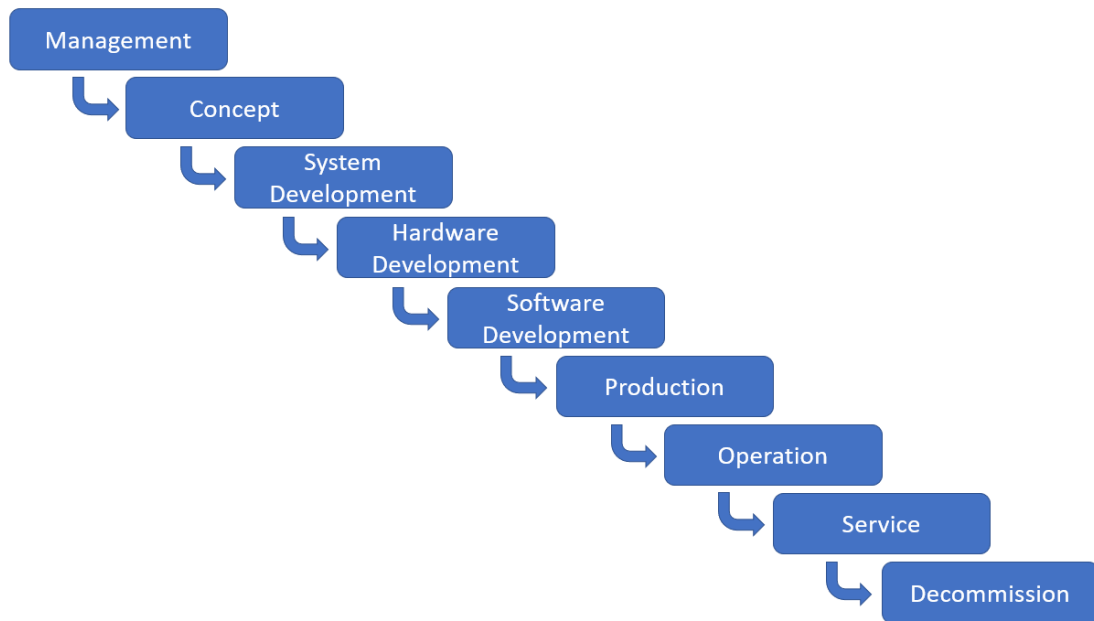 Management
Concept
System
Development
Hardware
Development
Software
Development
Production
Operation
Service
Decommission